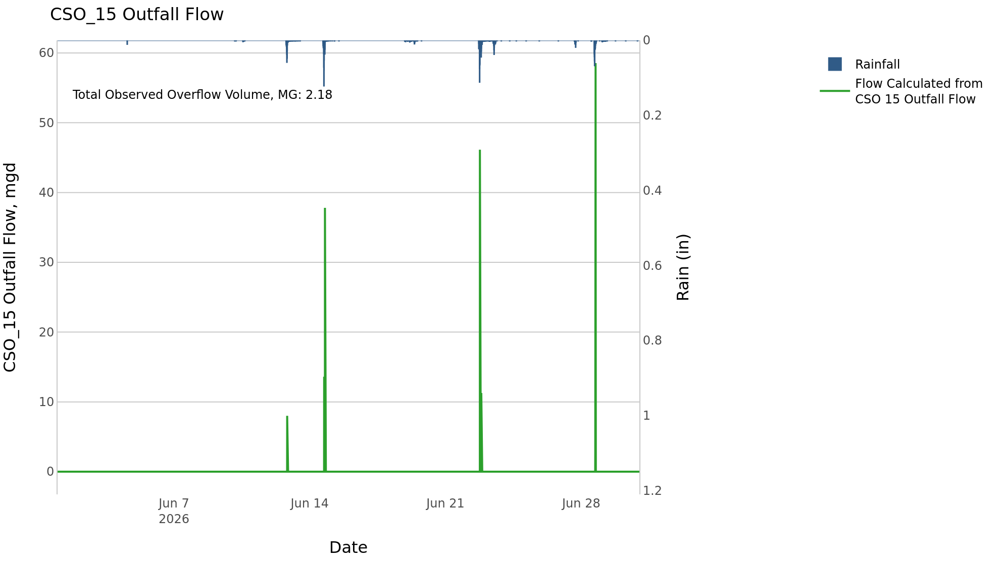 CSO_15 Outfall Flow
Total Observed Overflow Volume, MG: 2.18
60
50
40
30
20
10
0
CSO_15 Outfall Flow, mgd
0
0.2
0.4
0.6
0.8
1
1.2
Rain (in)
Jun 7
2026
Jun 14
Jun 21
Jun 28
Date
Rainfall
Flow Calculated from
CSO 15 Outfall Flow